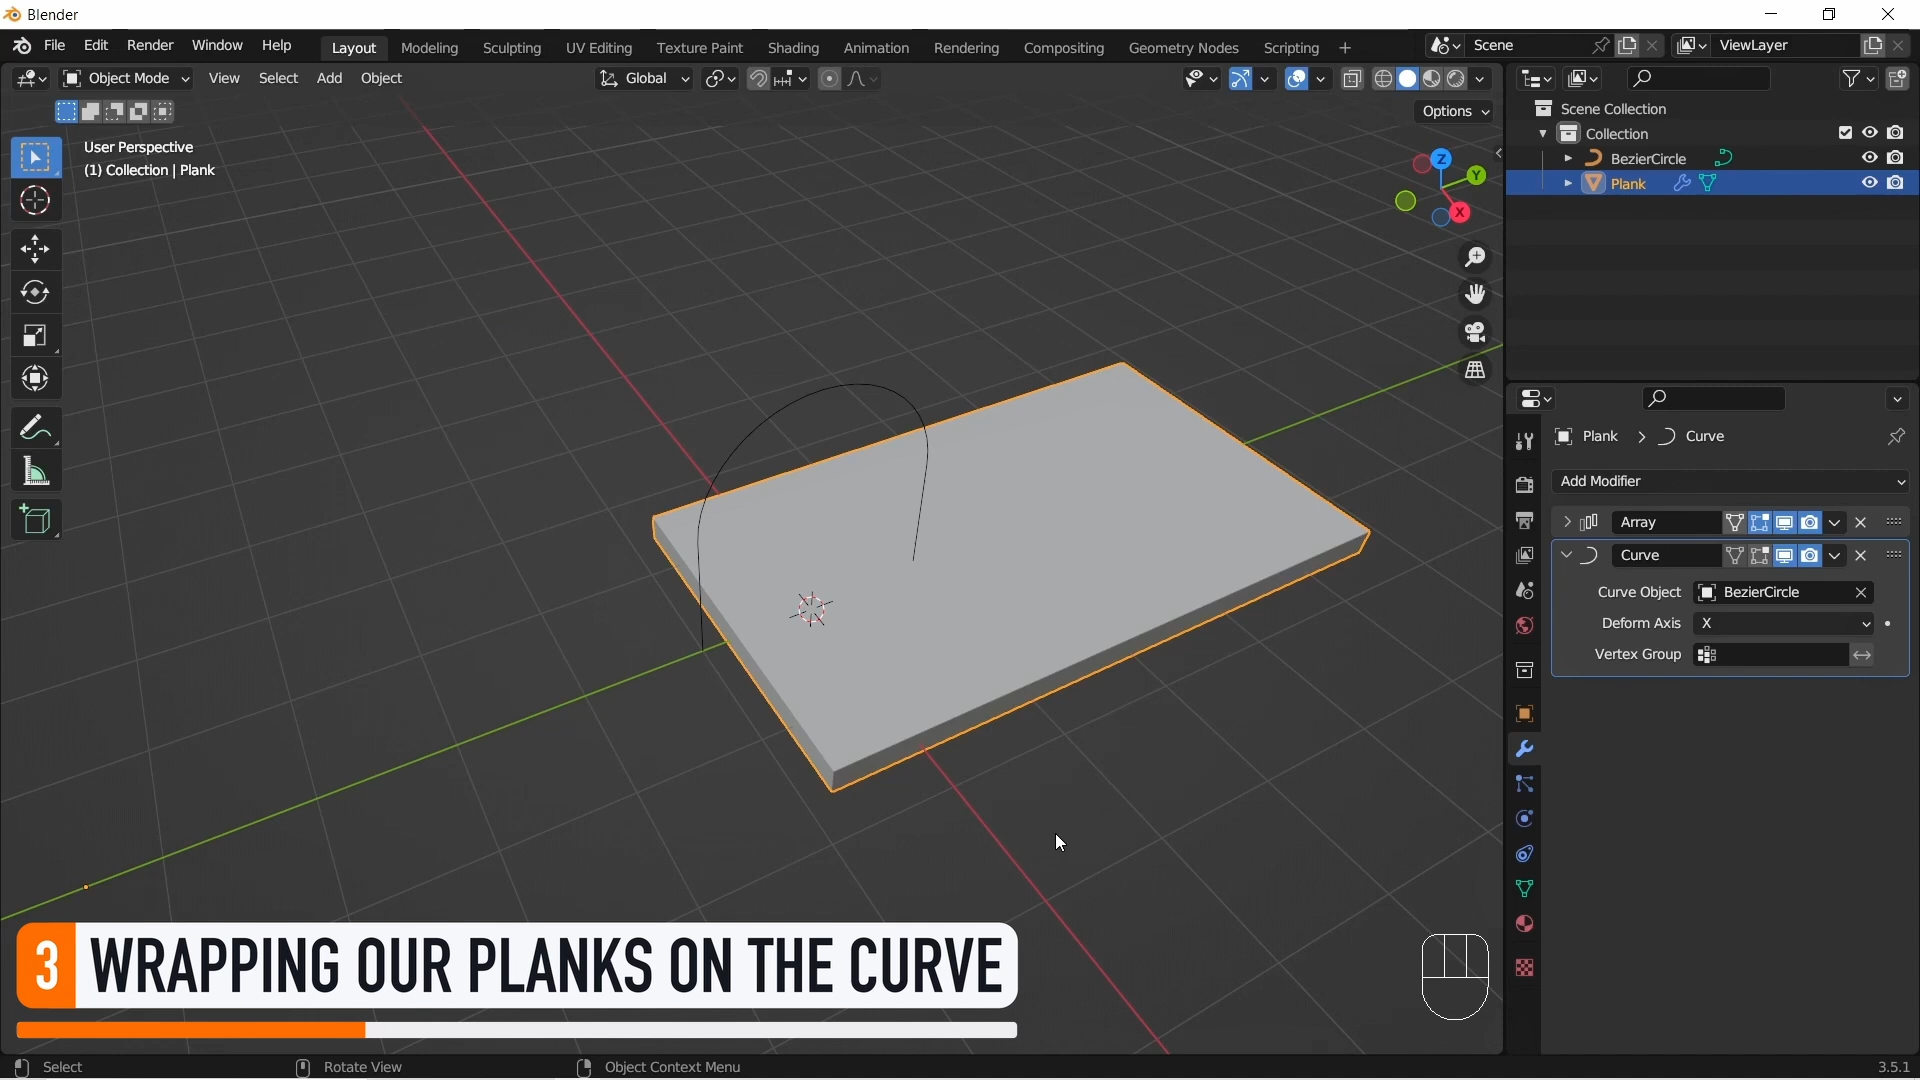 Blender
File Edit Render Window Help Layout Modeling Sculpting UV Editing Texture Paint Shading Animation Rendering Compositing Geometry Nodes Scripting + Scene ViewLayer
Object Mode View Select Add Object Global
Options
User Perspective
(1) Collection | Plank
Z
Y
X
Scene Collection
Collection
BezierCircle
Plank
Plank > Curve
Add Modifier
Array
Curve
Curve Object BezierCircle
Deform Axis X
Vertex Group
3 WRAPPING OUR PLANKS ON THE CURVE
Select Rotate View Object Context Menu 3.5.1